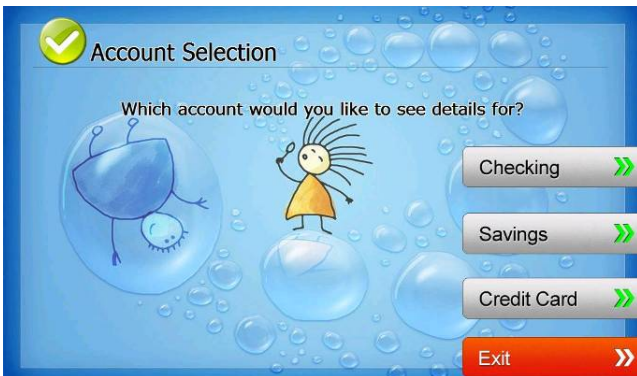 Account Selection
Which account would you like to see details for?
Checking
Savings
Credit Card
Exit